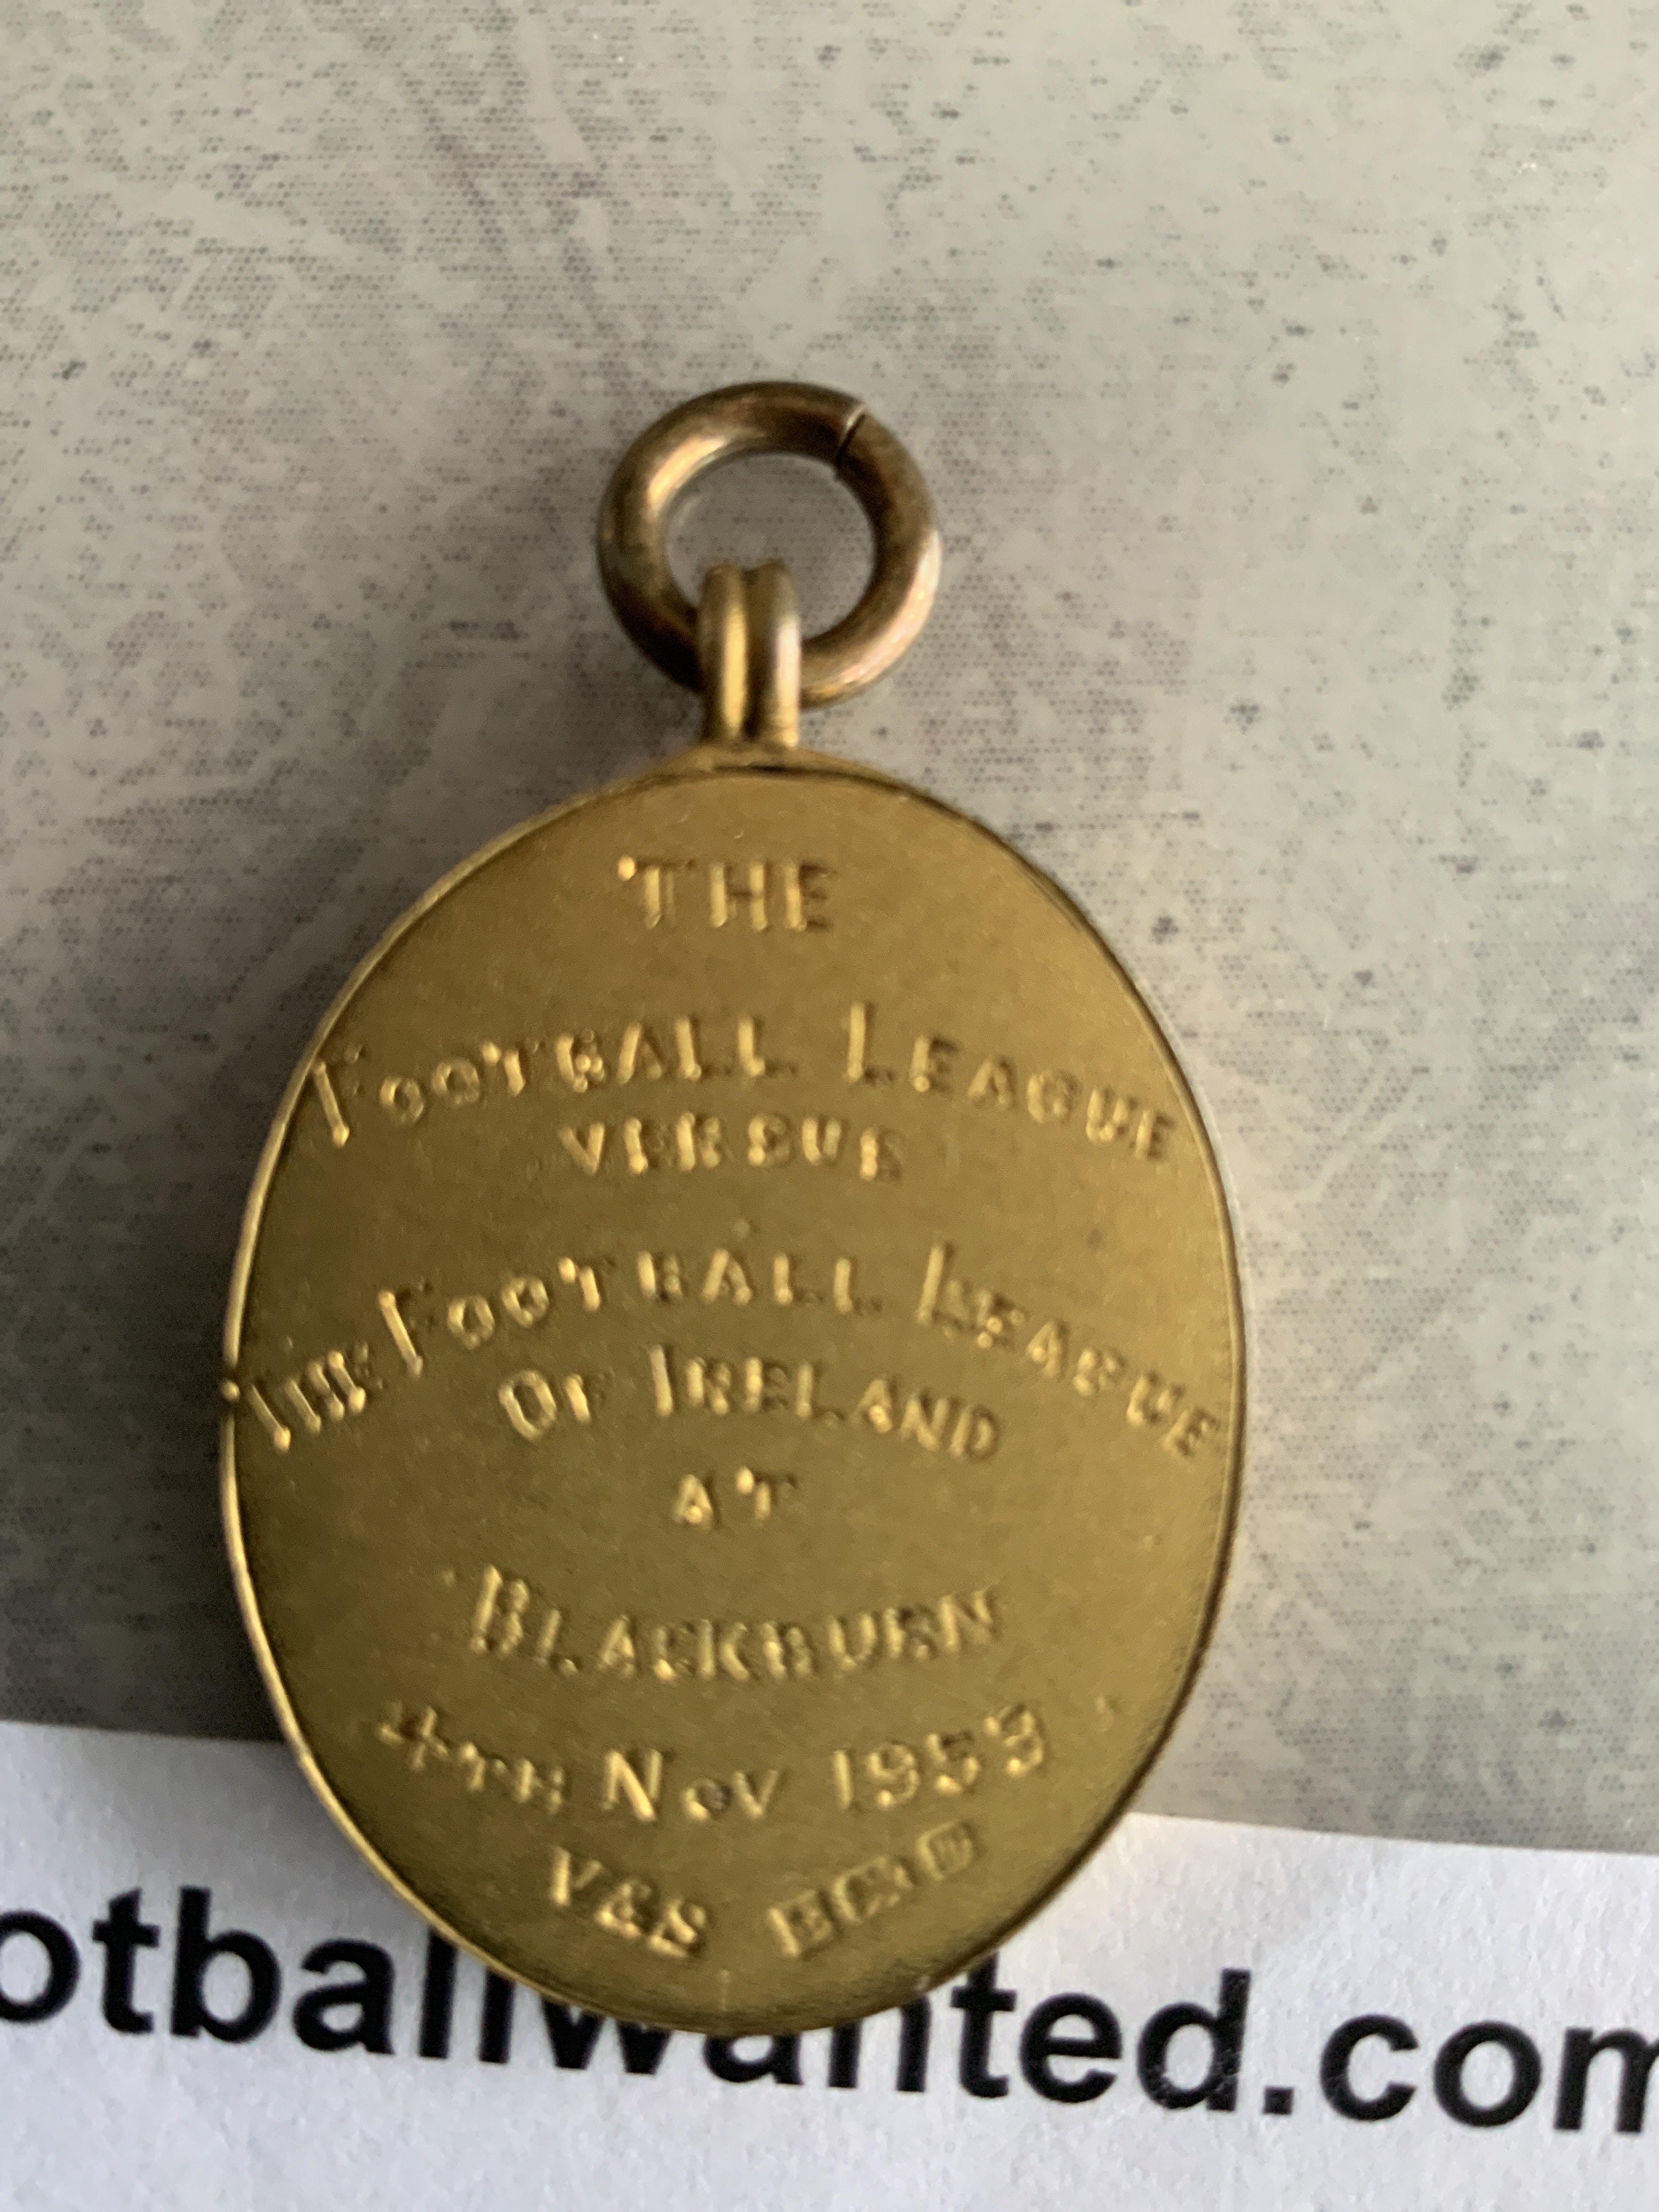 THE
FOOTBALL LEAGUE
VERSUS
THE FOOTBALL LEAGUE
OF IRELAND
AT
BLACKBURN
4TH NOV 1953
V&S
otballwanted.com